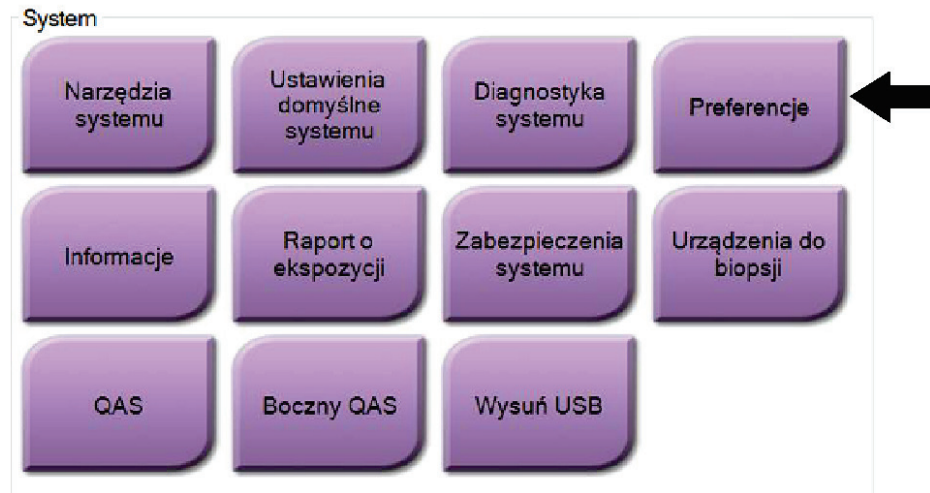 System
Narzędzia
systemu
Ustawienia
domyślne
systemu
Diagnostyka
systemu
Preferencje
Informacje
Raport o
ekspozycji
Zabezpieczenia
systemu
Urządzenia do
biopsji
QAS
Boczny QAS
Wysuń USB